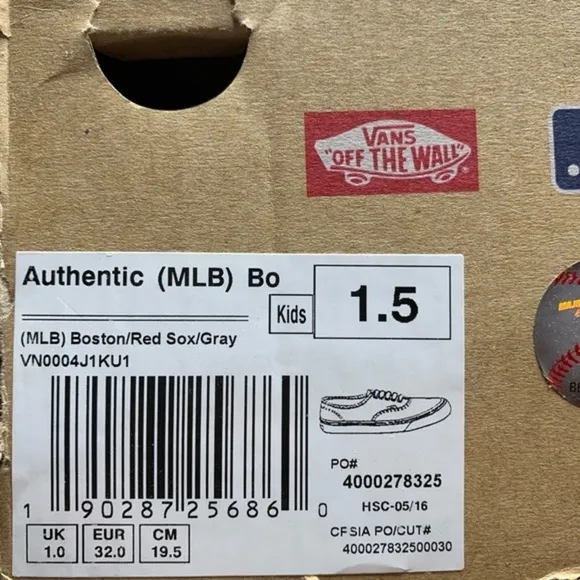 VANS
"OFF THE WALL"
Authentic (MLB) Bo
Kids
1.5
(MLB) Boston/Red Sox/Gray
VN0004J1KU1
1 90287 25686 0
PO#
4000278325
HSC-05/16
CPSIA PO/CUT#
400027832500030
UK
1.0
EUR
32.0
CM
19.5